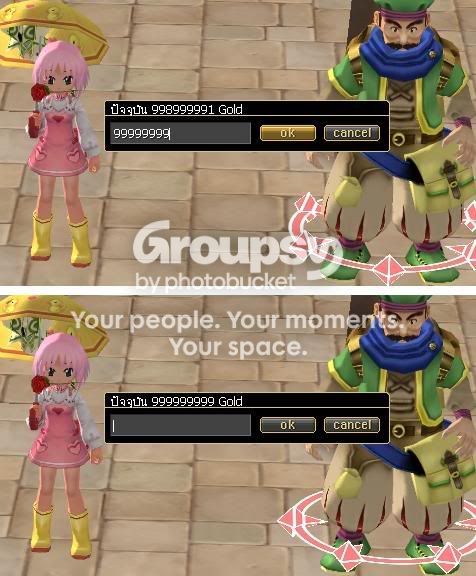 ปัจจุบัน 998999991 Gold
99999999
ok
cancel
Groupsy
by photobucket
Your people. Your moments.
Your space.
ปัจจุบัน 999999999 Gold
ok
cancel